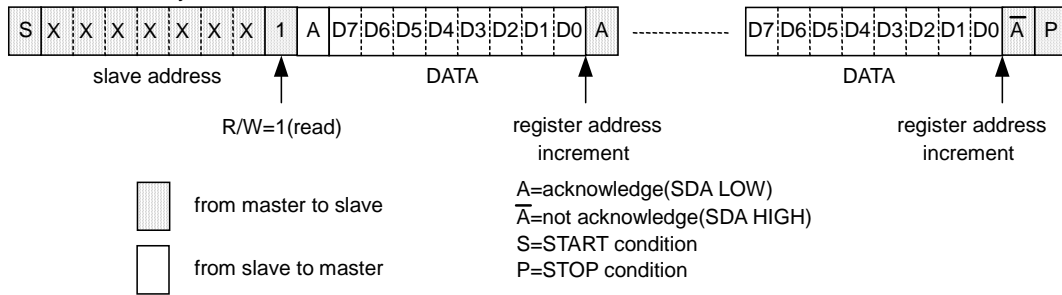 S X X X X X X X 1 A D7 D6 D5 D4 D3 D2 D1 D0 A D7 D6 D5 D4 D3 D2 D1 D0 A̅ P
slave address
DATA
DATA
R/W=1(read)
register address
increment
register address
increment
from master to slave
from slave to master
A=acknowledge(SDA LOW)
A̅=not acknowledge(SDA HIGH)
S=START condition
P=STOP condition